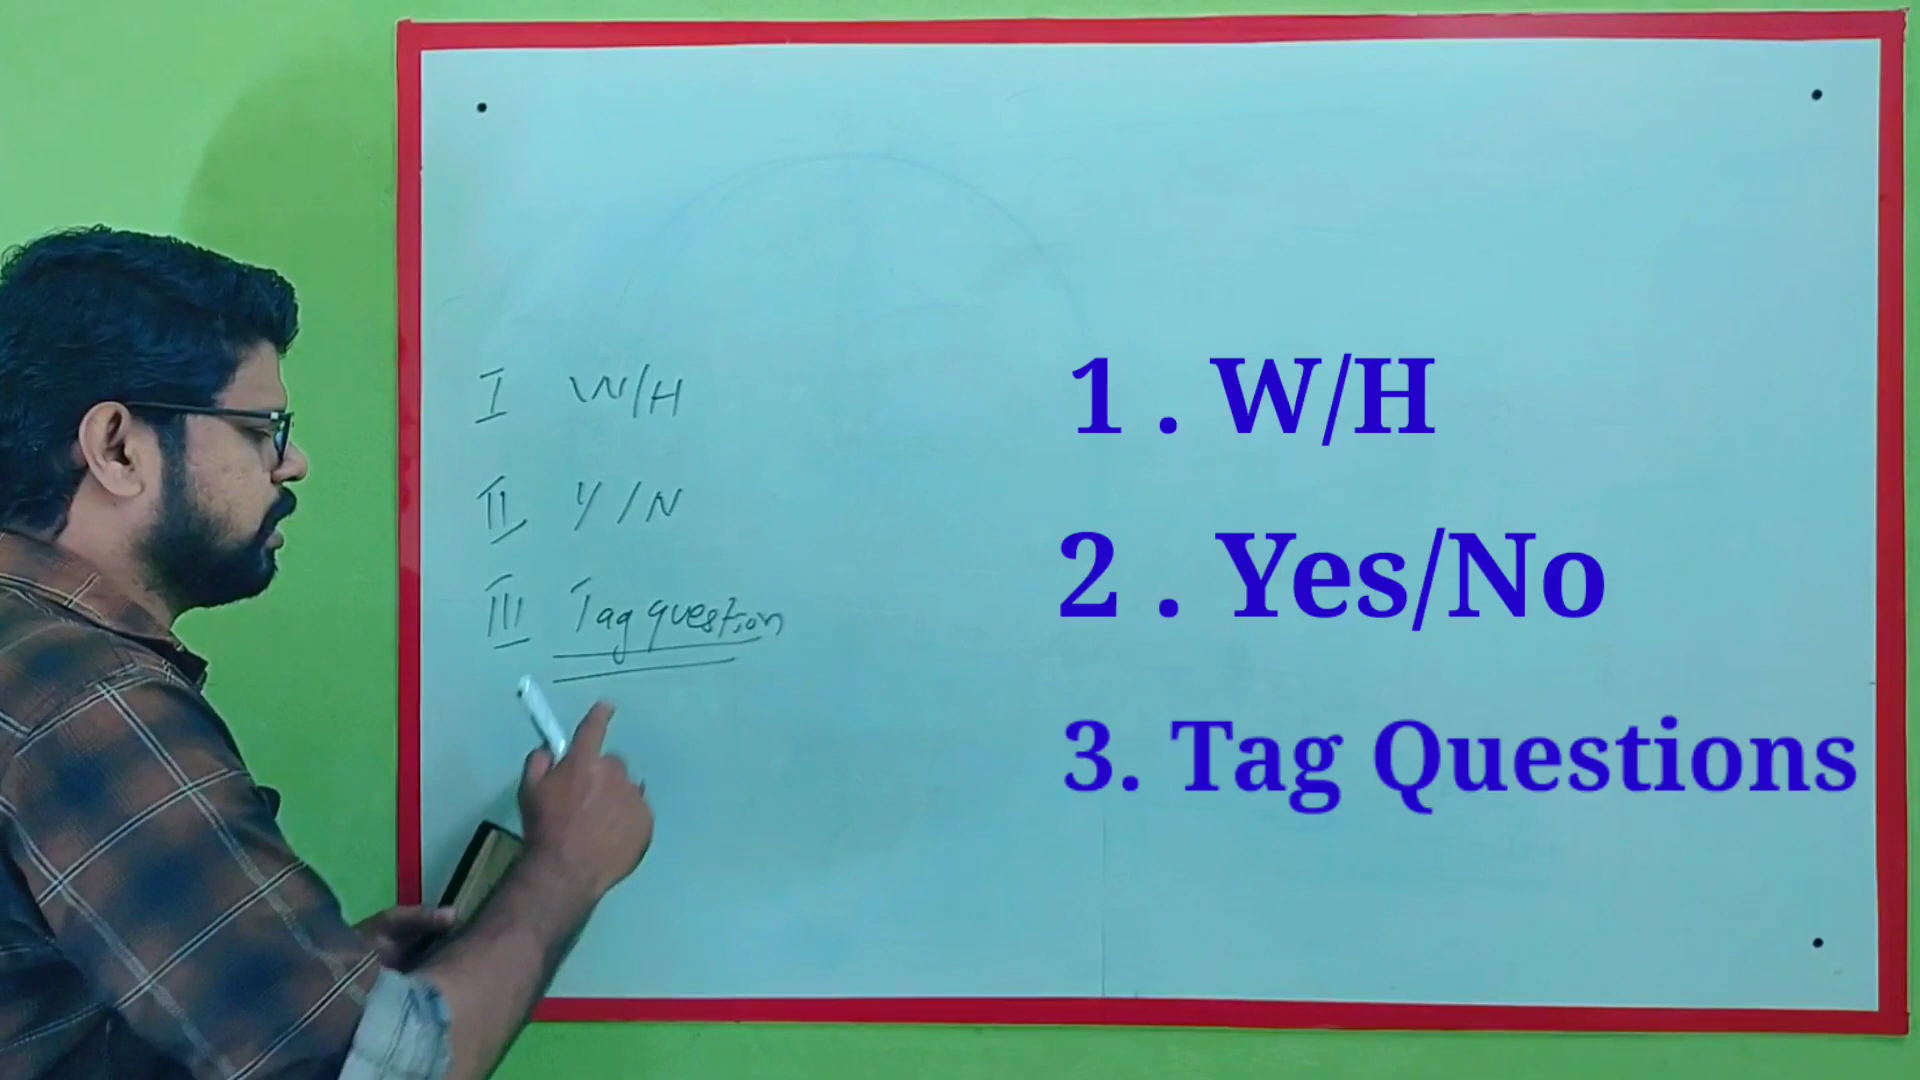 I W/H
II Y/N
III Tag question
1 . W/H
2 . Yes/No
3. Tag Questions